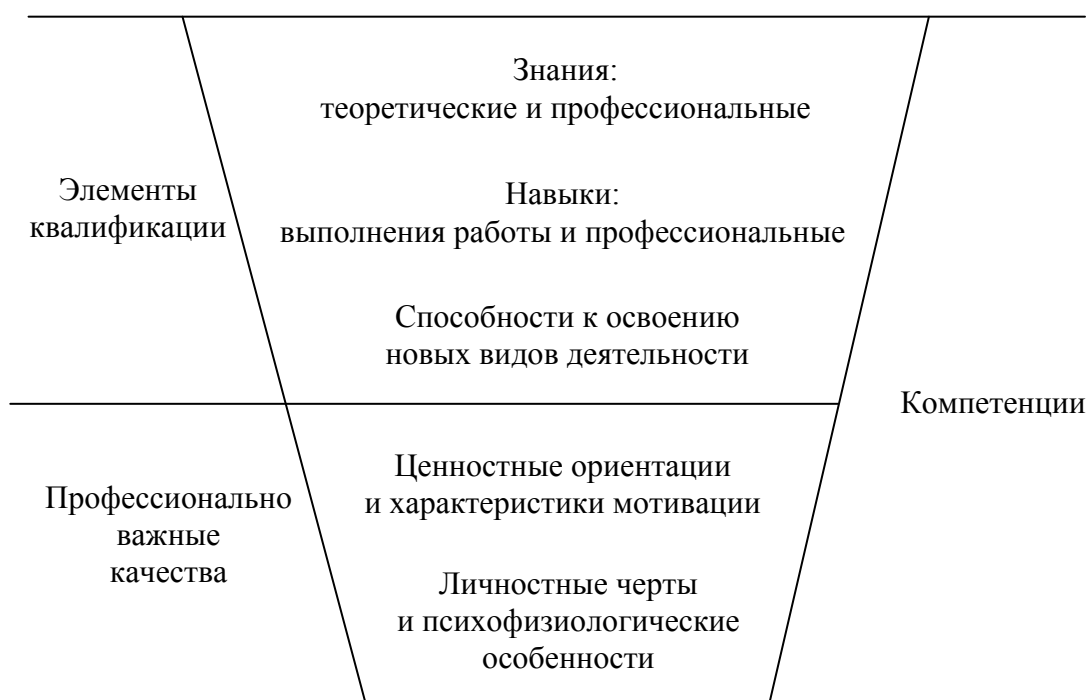 Знания:
теоретические и профессиональные
Элементы
квалификации
Навыки:
выполнения работы и профессиональные
Способности к освоению
новых видов деятельности
Компетенции
Профессионально
важные
качества
Ценностные ориентации
и характеристики мотивации
Личностные черты
и психофизиологические
особенности